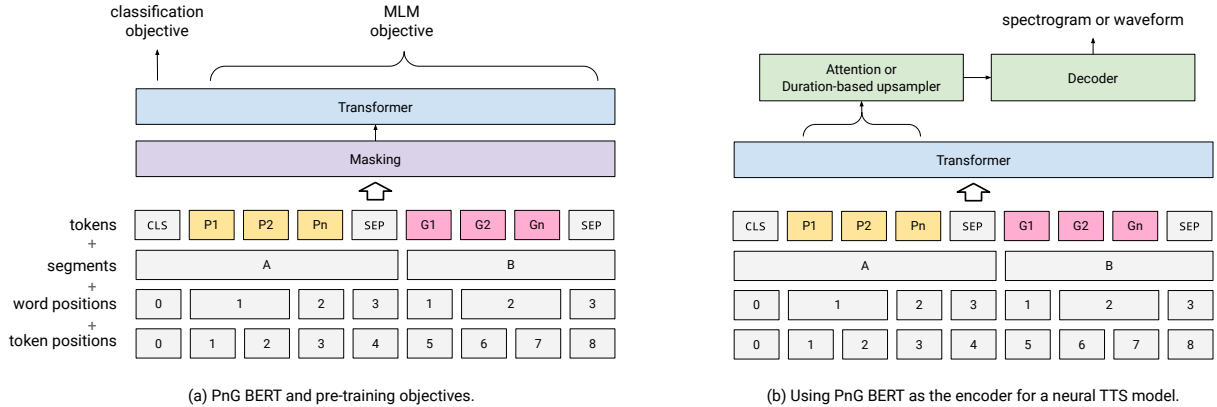 classification
objective
MLM
objective
Transformer
Masking
tokens CLS P1 P2 Pn SEP G1 G2 Gn SEP
+
segments A B
+
word positions 0 1 2 3 1 2 3
+
token positions 0 1 2 3 4 5 6 7 8
(a) PnG BERT and pre-training objectives.
spectrogram or waveform
Attention or
Duration-based upsampler
Decoder
Transformer
CLS P1 P2 Pn SEP G1 G2 Gn SEP
A B
0 1 2 3 1 2 3
0 1 2 3 4 5 6 7 8
(b) Using PnG BERT as the encoder for a neural TTS model.